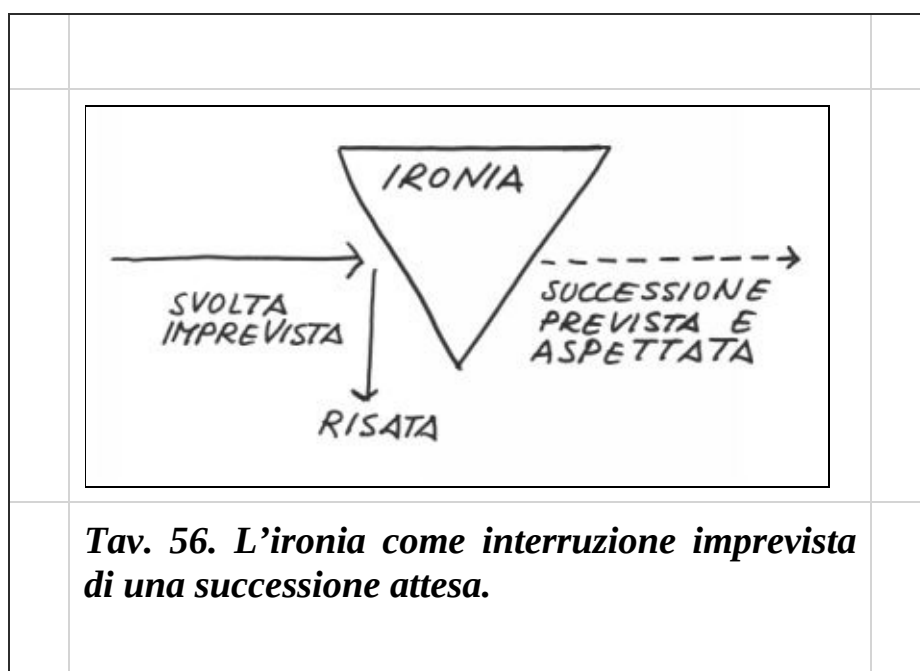 IRONIA
SVOLTA
IMPREVISTA
SUCCESSIONE
PREVISTA E
ASPETTATA
RISATA
Tav. 56. L’ironia come interruzione imprevista
di una successione attesa.